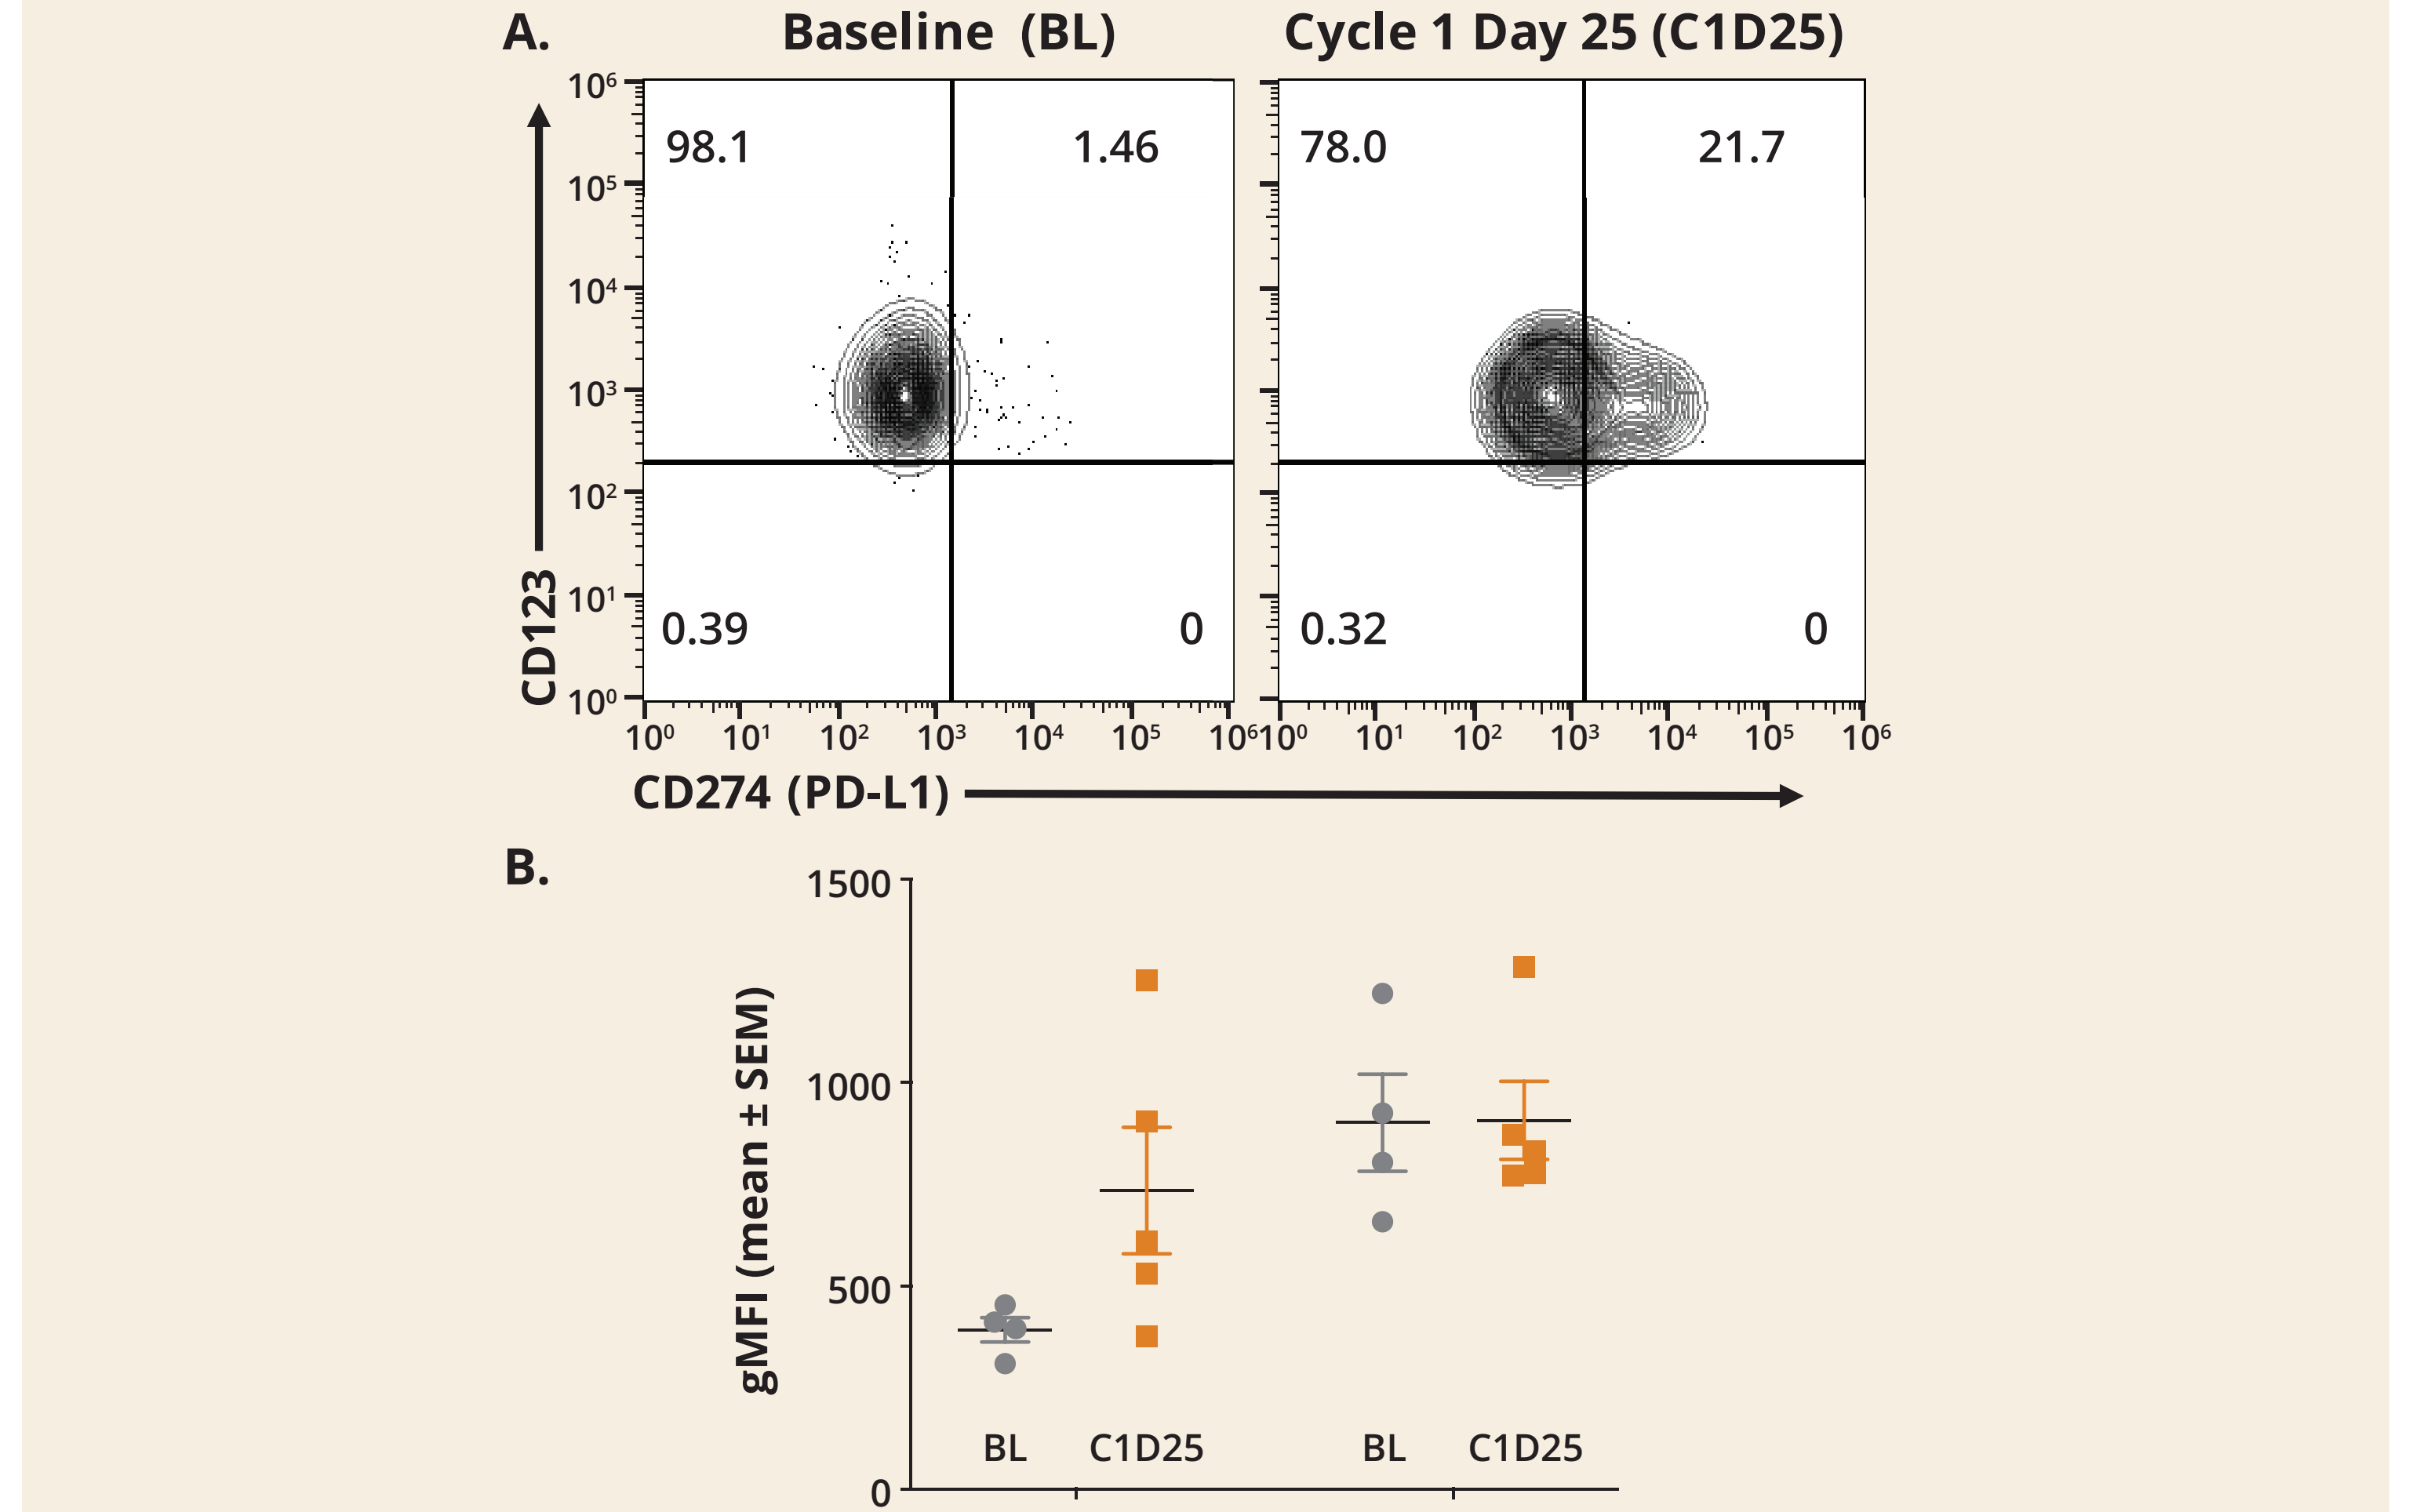 A.
Baseline (BL)
Cycle 1 Day 25 (C1D25)
10⁶
10⁵
10⁴
10³
10²
10¹
10⁰
CD123
98.1
1.46
0.39
0
78.0
21.7
0.32
0
10⁰ 10¹ 10² 10³ 10⁴ 10⁵ 10⁶
10⁰ 10¹ 10² 10³ 10⁴ 10⁵ 10⁶
CD274 (PD-L1)
B.
gMFI (mean ± SEM)
1500
1000
500
0
BL
C1D25
BL
C1D25